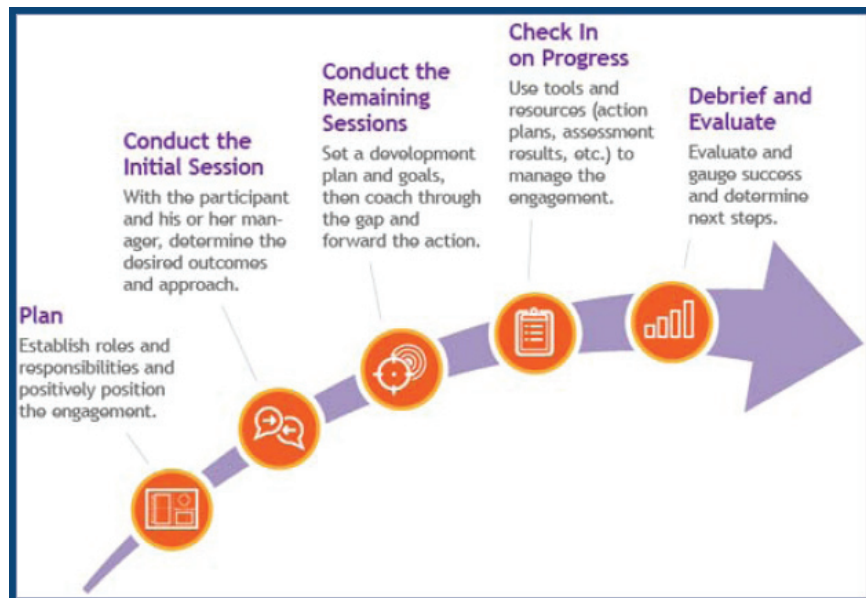 Plan
Establish roles and
responsibilities and
positively position
the engagement.
Conduct the
Initial Session
With the participant
and his or her man-
ager, determine the
desired outcomes
and approach.
Conduct the
Remaining
Sessions
Set a development
plan and goals,
then coach through
the gap and
forward the action.
Check In
on Progress
Use tools and
resources (action
plans, assessment
results, etc.) to
manage the
engagement.
Debrief and
Evaluate
Evaluate and
gauge success
and determine
next steps.